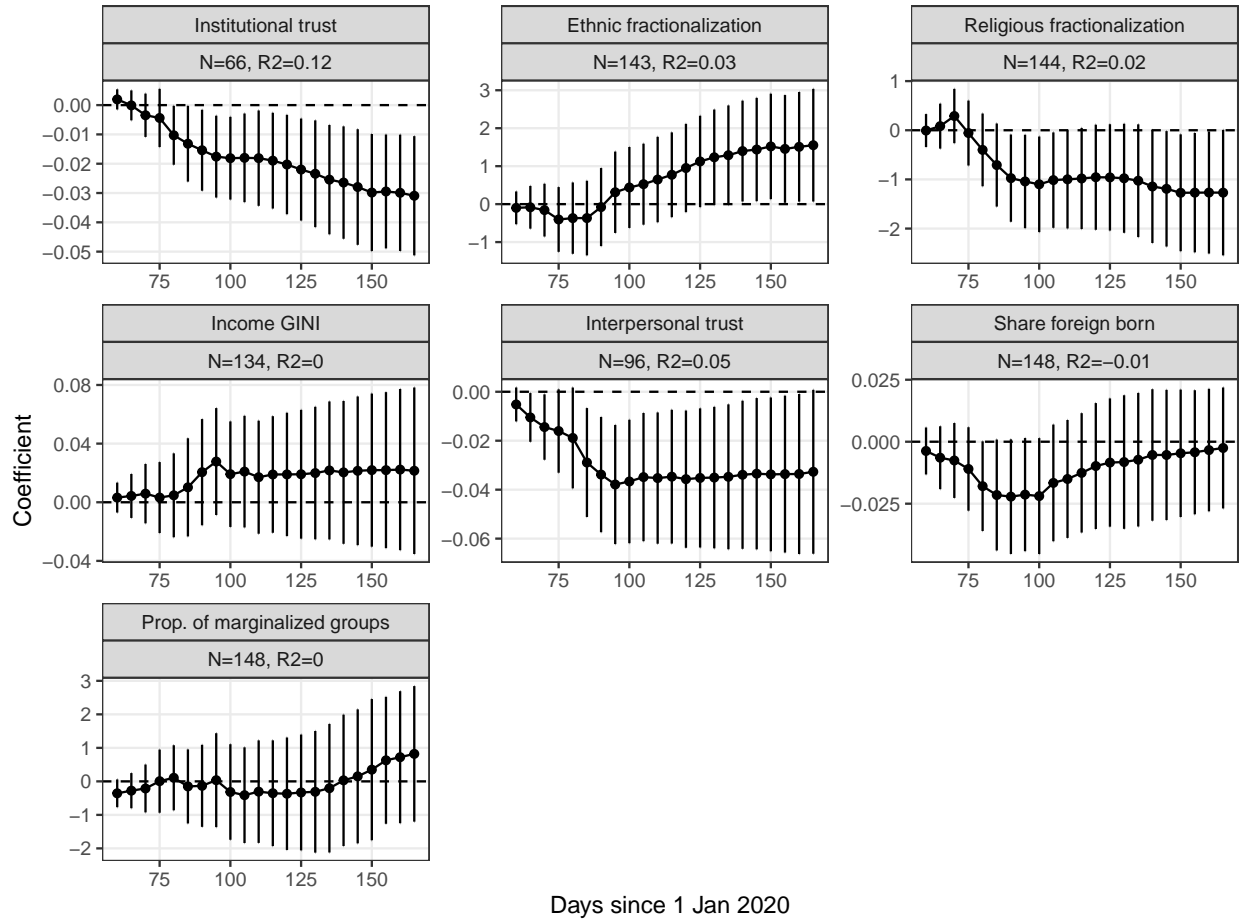 Institutional trust
N=66, R2=0.12
0.00
−0.01
−0.02
−0.03
−0.04
−0.05
75 100 125 150
Ethnic fractionalization
N=143, R2=0.03
3
2
1
0
−1
75 100 125 150
Religious fractionalization
N=144, R2=0.02
1
0
−1
−2
75 100 125 150
Coefficient
Income GINI
N=134, R2=0
0.08
0.04
0.00
−0.04
75 100 125 150
Interpersonal trust
N=96, R2=0.05
0.00
−0.02
−0.04
−0.06
75 100 125 150
Share foreign born
N=148, R2=−0.01
0.025
0.000
−0.025
75 100 125 150
Prop. of marginalized groups
N=148, R2=0
3
2
1
0
−1
−2
75 100 125 150
Days since 1 Jan 2020